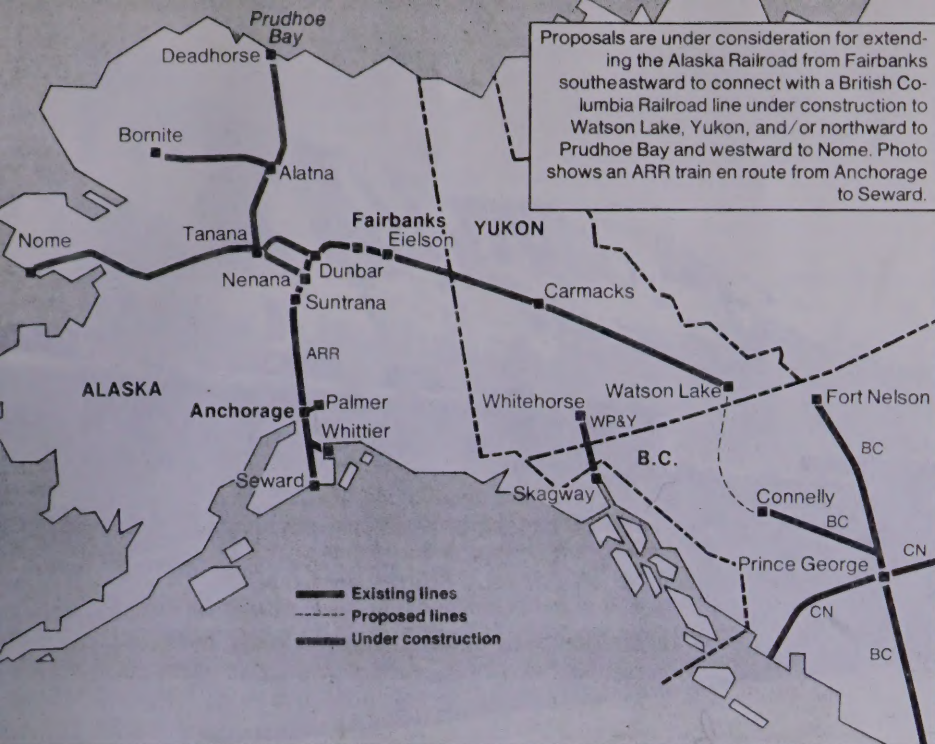 Prudhoe
Bay
Deadhorse
Proposals are under consideration for extend-
ing the Alaska Railroad from Fairbanks
southeastward to connect with a British Co-
lumbia Railroad line under construction to
Watson Lake, Yukon, and/or northward to
Prudhoe Bay and westward to Nome. Photo
shows an ARR train en route from Anchorage
to Seward.
Bornite
Alatna
Nome
Tanana
Fairbanks
Eielson
YUKON
Nenana
Dunbar
Suntrana
Carmacks
ARR
ALASKA
Anchorage
Palmer
Whittier
Seward
Whitehorse
WP&Y
Watson Lake
Fort Nelson
B.C.
BC
Skagway
Connelly
BC
Prince George
CN
CN
BC
Existing lines
Proposed lines
Under construction